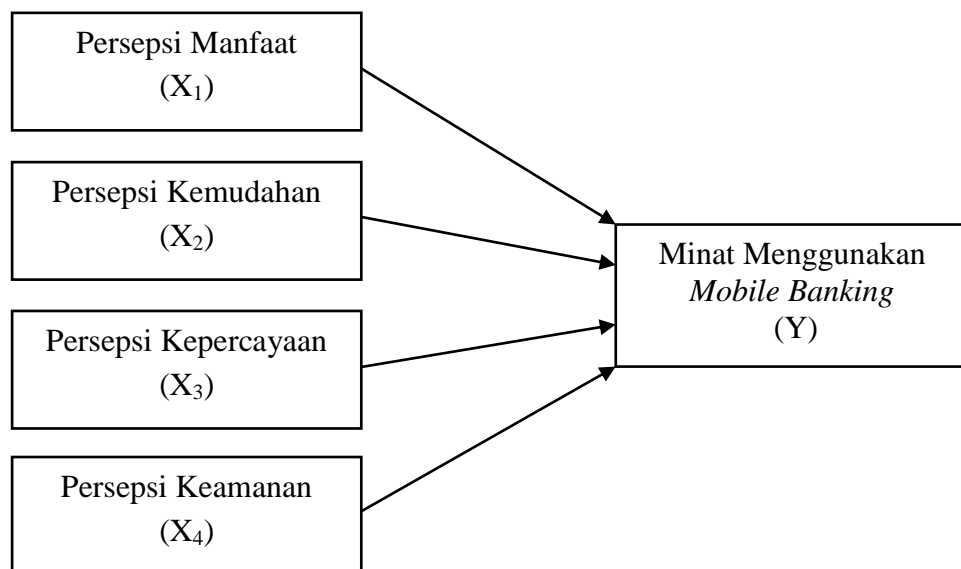 Persepsi Manfaat
(X₁)
Persepsi Kemudahan
(X₂)
Persepsi Kepercayaan
(X₃)
Persepsi Keamanan
(X₄)
Minat Menggunakan
Mobile Banking
(Y)